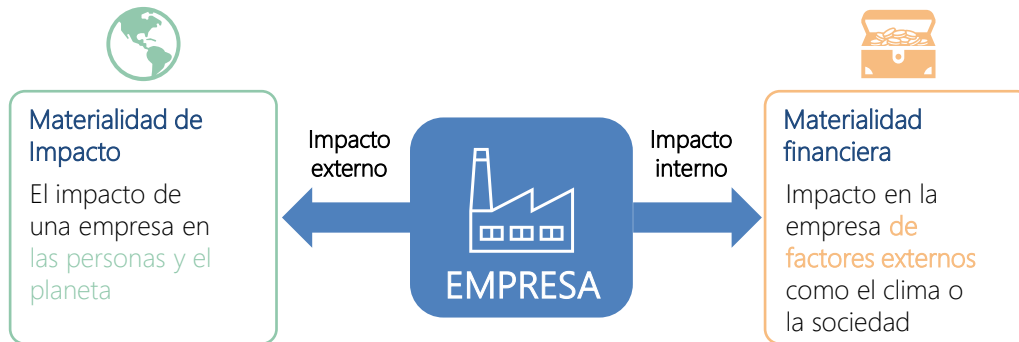 Materialidad de
Impacto
El impacto de
una empresa en
las personas y el
planeta
Impacto
externo
EMPRESA
Impacto
interno
Materialidad
financiera
Impacto en la
empresa de
factores externos
como el clima o
la sociedad